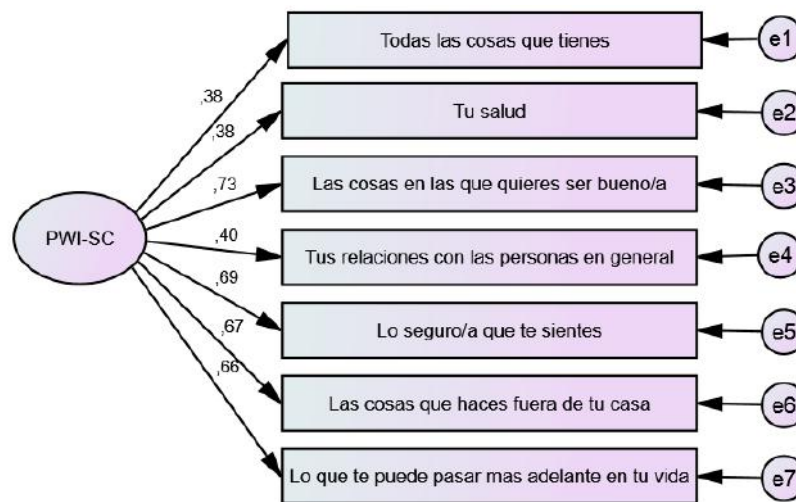 Todas las cosas que tienes
e1
,38
Tu salud
e2
,38
Las cosas en las que quieres ser bueno/a
e3
,73
PWI-SC
Tus relaciones con las personas en general
e4
,40
Lo seguro/a que te sientes
e5
,69
Las cosas que haces fuera de tu casa
e6
,67
Lo que te puede pasar mas adelante en tu vida
e7
,66